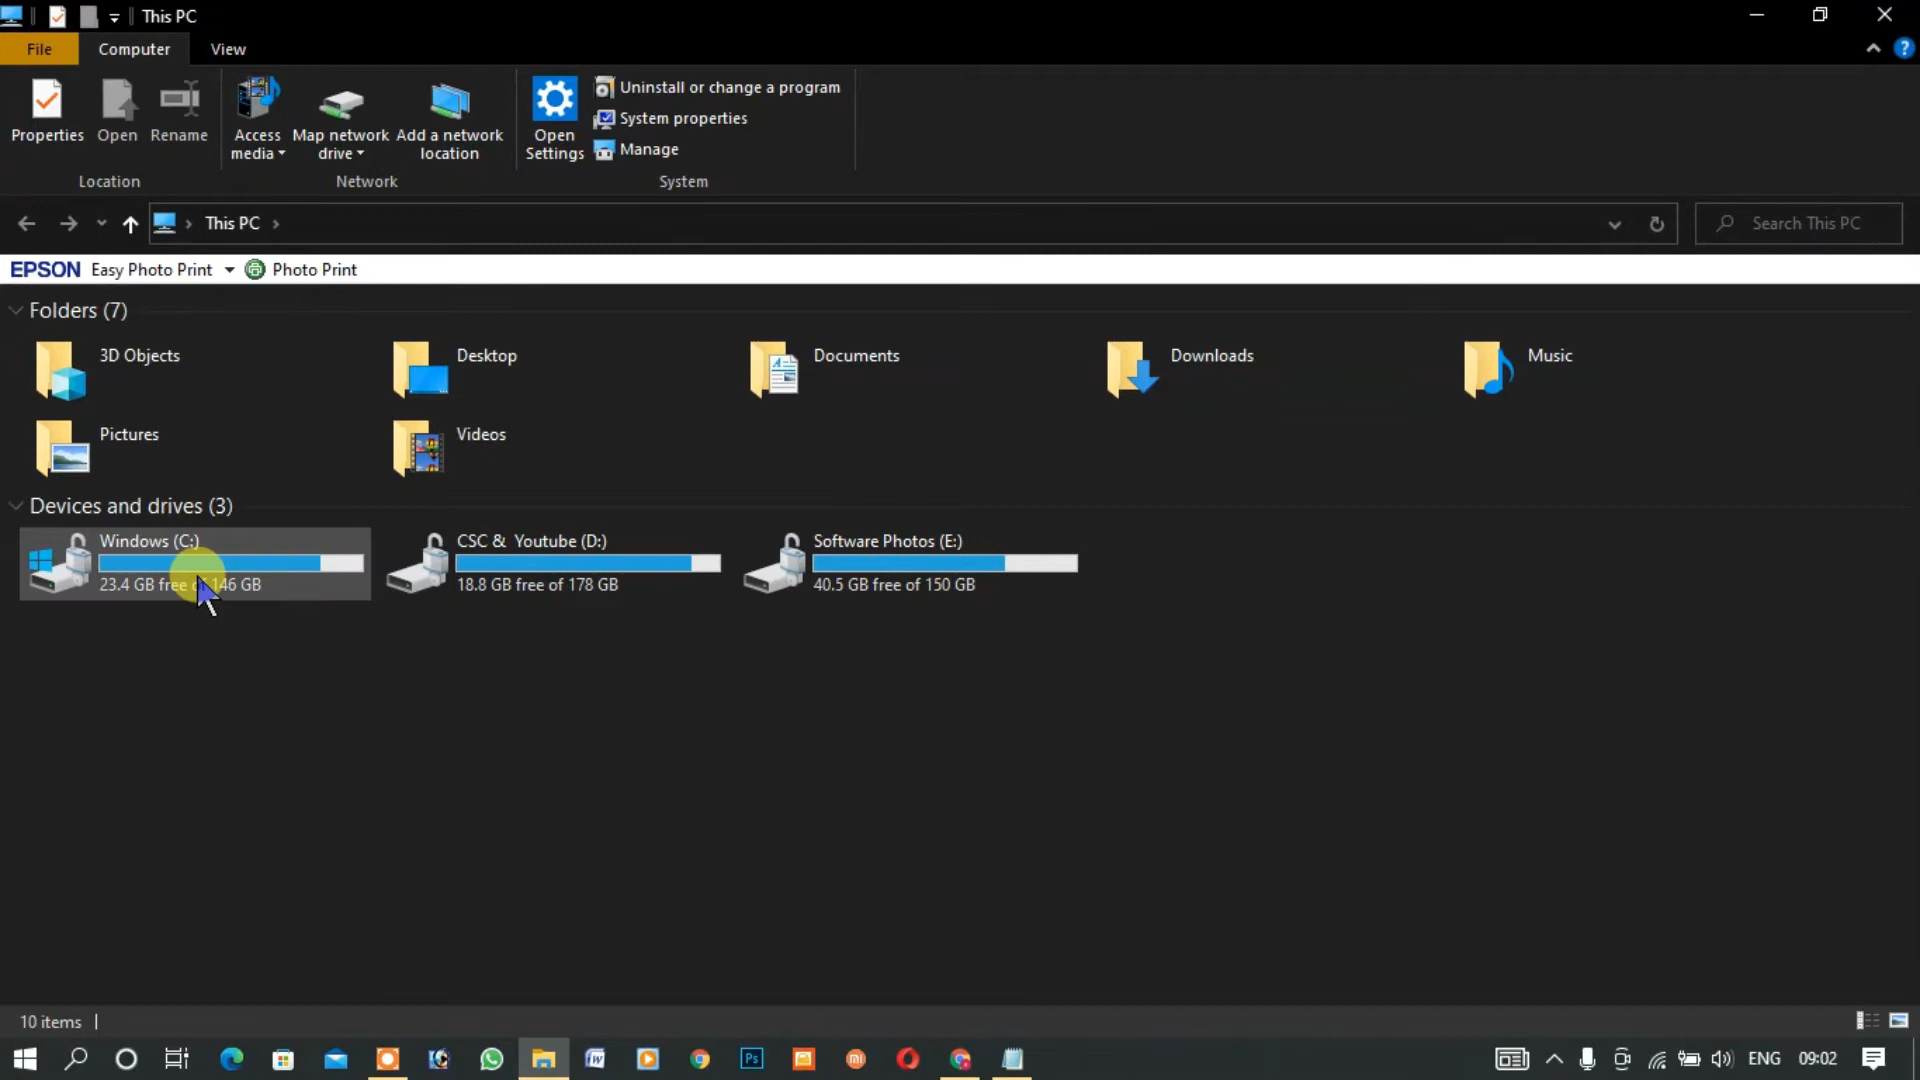 This PC
File Computer View
Properties Open Rename Access media Map network drive Add a network location Open Settings
Uninstall or change a program
System properties
Manage
Location Network System
This PC
Search This PC
EPSON Easy Photo Print Photo Print
Folders (7)
3D Objects Desktop Documents Downloads Music
Pictures Videos
Devices and drives (3)
Windows (C:) CSC & Youtube (D:) Software Photos (E:)
23.4 GB free of 146 GB 18.8 GB free of 178 GB 40.5 GB free of 150 GB
10 items
ENG 09:02